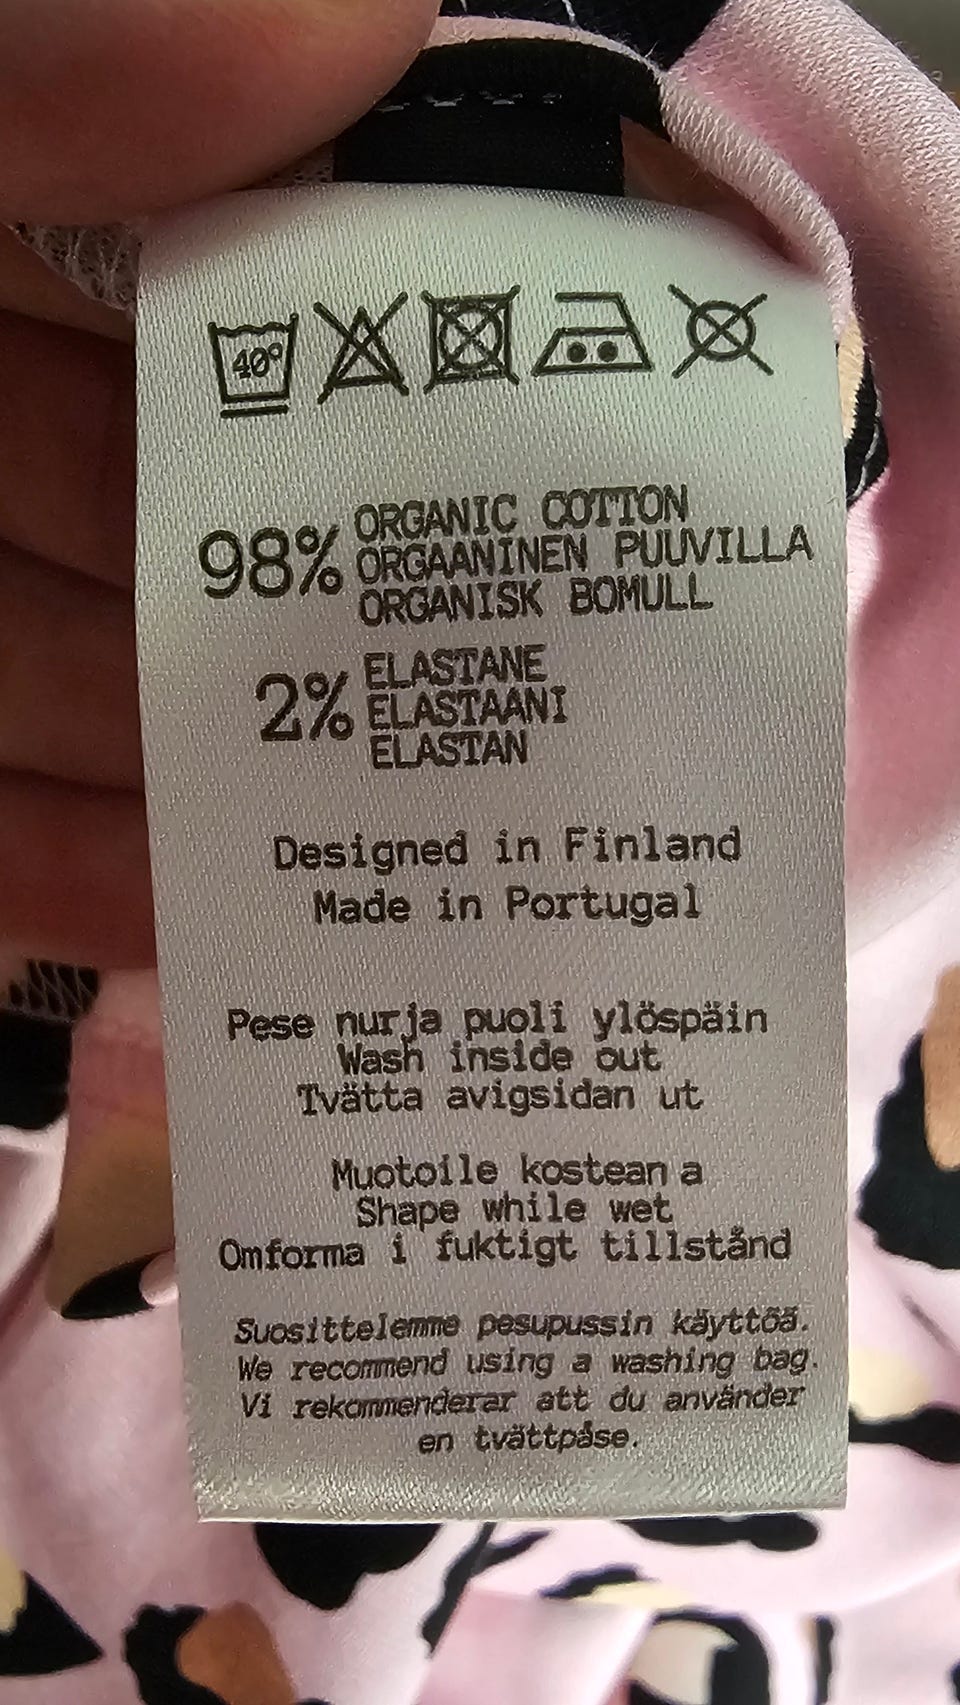 40°
98% ORGANIC COTTON
ORGAANINEN PUUVILLA
ORGANISK BOMULL
2% ELASTANE
ELASTAANI
ELASTAN
Designed in Finland
Made in Portugal
Pese nurja puoli ylöspäin
Wash inside out
Tvätta avigsidan ut
Muotoile kostean a
Shape while wet
Omforma i fuktigt tillstånd
Suosittelemme pesupussin käyttöä.
We recommend using a washing bag.
Vi rekommenderar att du använder
en tvättpåse.